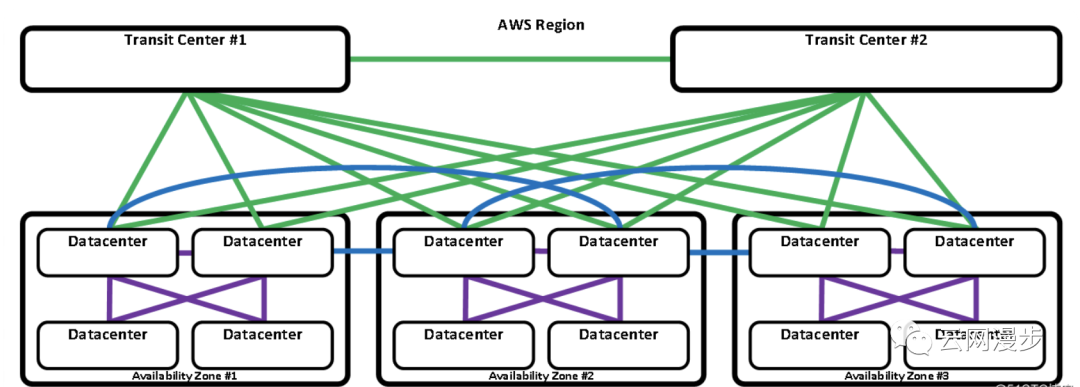 AWS Region
Transit Center #1
Transit Center #2
Datacenter
Datacenter
Datacenter
Datacenter
Datacenter
Datacenter
Datacenter
Datacenter
Datacenter
Datacenter
Datacenter
Datacenter
云网漫步
Availability Zone #1
Availability Zone #2
Availability Zone #3